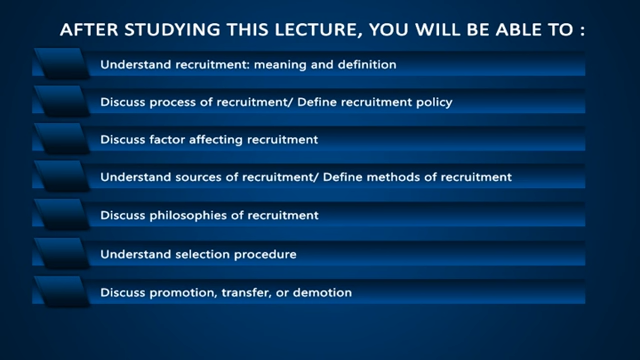 AFTER STUDYING THIS LECTURE, YOU WILL BE ABLE TO :
Understand recruitment: meaning and definition
Discuss process of recruitment/ Define recruitment policy
Discuss factor affecting recruitment
Understand sources of recruitment/ Define methods of recruitment
Discuss philosophies of recruitment
Understand selection procedure
Discuss promotion, transfer, or demotion